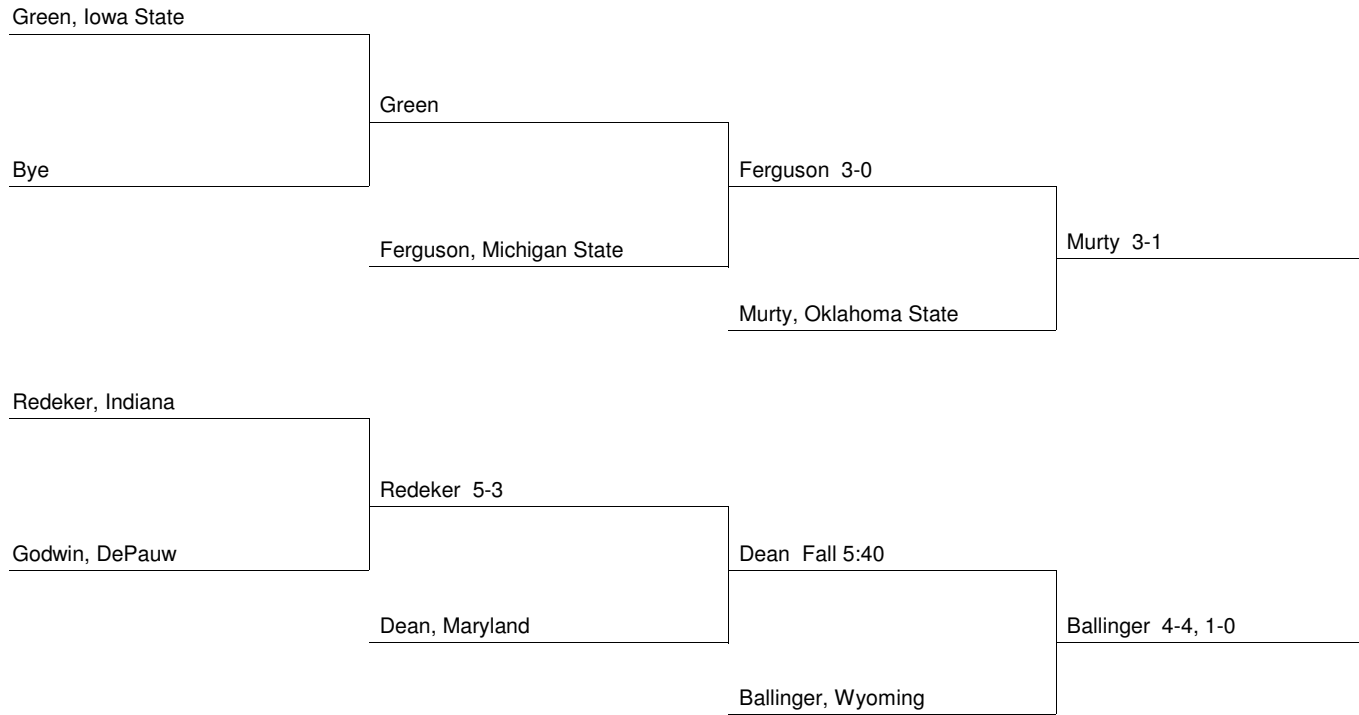 Green, Iowa State
Green
Bye
Ferguson 3-0
Ferguson, Michigan State
Murty 3-1
Murty, Oklahoma State
Redeker, Indiana
Redeker 5-3
Godwin, DePauw
Dean Fall 5:40
Dean, Maryland
Ballinger 4-4, 1-0
Ballinger, Wyoming